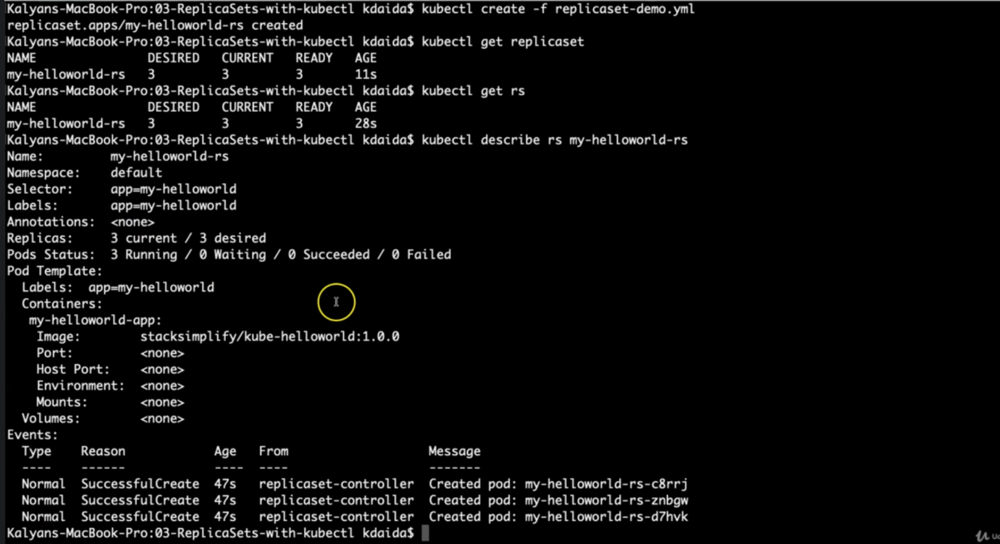 Kalyans-MacBook-Pro:03-ReplicaSets-with-kubectl kdaida$ kubectl create -f replicaset-demo.yml
replicaset.apps/my-helloworld-rs created
Kalyans-MacBook-Pro:03-ReplicaSets-with-kubectl kdaida$ kubectl get replicaset
NAME               DESIRED   CURRENT   READY   AGE
my-helloworld-rs   3         3         3       11s
Kalyans-MacBook-Pro:03-ReplicaSets-with-kubectl kdaida$ kubectl get rs
NAME               DESIRED   CURRENT   READY   AGE
my-helloworld-rs   3         3         3       28s
Kalyans-MacBook-Pro:03-ReplicaSets-with-kubectl kdaida$ kubectl describe rs my-helloworld-rs
Name:         my-helloworld-rs
Namespace:    default
Selector:     app=my-helloworld
Labels:       app=my-helloworld
Annotations:  <none>
Replicas:     3 current / 3 desired
Pods Status:  3 Running / 0 Waiting / 0 Succeeded / 0 Failed
Pod Template:
  Labels:  app=my-helloworld
  Containers:
   my-helloworld-app:
    Image:        stacksimplify/kube-helloworld:1.0.0
    Port:         <none>
    Host Port:    <none>
    Environment:  <none>
    Mounts:       <none>
  Volumes:        <none>
Events:
  Type    Reason            Age   From                   Message
  ----    ------            ----  ----                   -------
  Normal  SuccessfulCreate  47s   replicaset-controller  Created pod: my-helloworld-rs-c8rrj
  Normal  SuccessfulCreate  47s   replicaset-controller  Created pod: my-helloworld-rs-znbgw
  Normal  SuccessfulCreate  47s   replicaset-controller  Created pod: my-helloworld-rs-d7hvk
Kalyans-MacBook-Pro:03-ReplicaSets-with-kubectl kdaida$